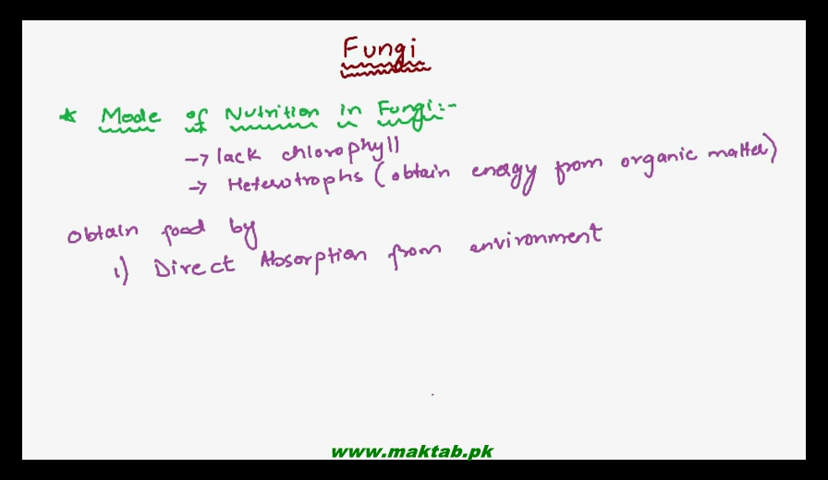 Fungi
* Mode of Nutrition in Fungi:-
→ lack chlorophyll
→ Heterotrophs (obtain energy from organic matter)
Obtain food by
1) Direct Absorption from environment
www.maktab.pk